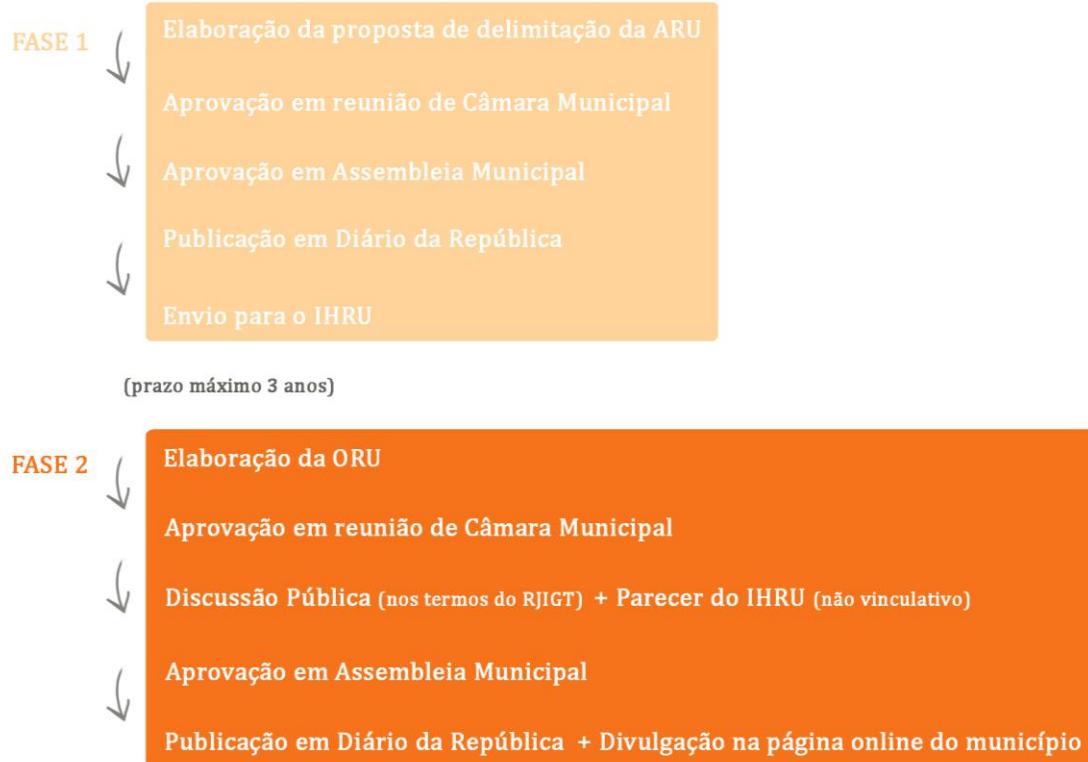 FASE 1
Elaboração da proposta de delimitação da ARU
Aprovação em reunião de Câmara Municipal
Aprovação em Assembleia Municipal
Publicação em Diário da República
Envio para o IHRU
(prazo máximo 3 anos)
FASE 2
Elaboração da ORU
Aprovação em reunião de Câmara Municipal
Discussão Pública (nos termos do RJIGT) + Parecer do IHRU (não vinculativo)
Aprovação em Assembleia Municipal
Publicação em Diário da República + Divulgação na página online do município